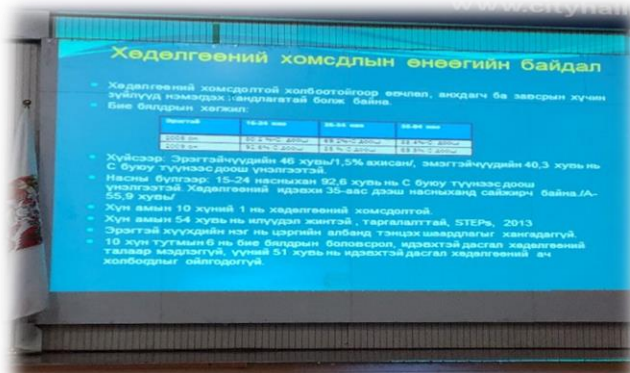 www.cityhall
Хөдөлгөөний хомсдлын өнөөгийн байдал
Хөдөлгөөний хомсдолтой холбоотойгоор өвчлөл, анхдагч ба завсрын хүчин
зүйлүүд нэмэгдэх хандлагатай болж байна.
Бие бялдрын хөгжил:
Эрэгтэй
Хүйсээр: Эрэгтэйчүүдийн 46 хувь/1,5% ахисан/, эмэгтэйчүүдийн 40,3 хувь нь
С буюу түүнээс доош үнэлгээтэй.
Насны бүлгээр: 15-24 насныхан 92,6 хувь нь С буюу түүнээс доош
үнэлгээтэй. Хөдөлгөөний идэвхи 35-аас дээш насныханд сайжирч байна./А-
55,9 хувь/
Хүн амын 10 хүний 1 нь хөдөлгөөний хомсдолтой.
Хүн амын 54 хувь нь илүүдэл жинтэй , таргалалттай, STEPs, 2013
Эрэгтэй хүүхдийн нэг нь цэргийн албанд тэнцэх шаардлагыг хангадаггүй.
10 хүн тутмын 6 нь бие бялдрын боловсрол, идэвхтэй дасгал хөдөлгөөний
талаар мэдлэггүй, үүний 51 хувь нь идэвхтэй дасгал хөдөлгөөний ач
холбогдлыг ойлгодоггүй.